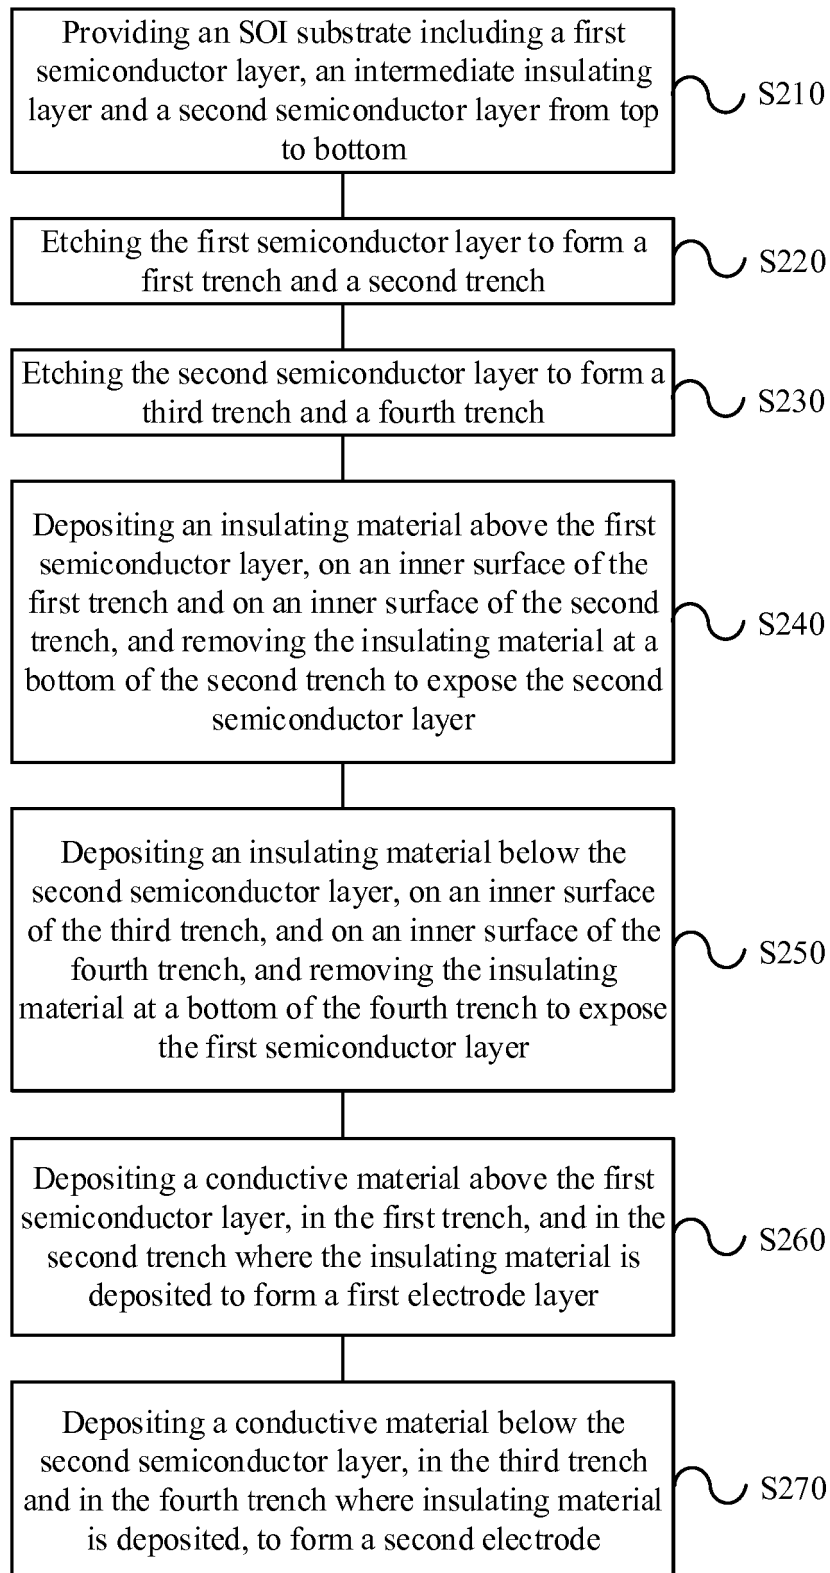 Providing an SOI substrate including a first
semiconductor layer, an intermediate insulating
layer and a second semiconductor layer from top
to bottom
S210
Etching the first semiconductor layer to form a
first trench and a second trench
S220
Etching the second semiconductor layer to form a
third trench and a fourth trench
S230
Depositing an insulating material above the first
semiconductor layer, on an inner surface of the
first trench and on an inner surface of the second
trench, and removing the insulating material at a
bottom of the second trench to expose the second
semiconductor layer
S240
Depositing an insulating material below the
second semiconductor layer, on an inner surface
of the third trench, and on an inner surface of the
fourth trench, and removing the insulating
material at a bottom of the fourth trench to expose
the first semiconductor layer
S250
Depositing a conductive material above the first
semiconductor layer, in the first trench, and in the
second trench where the insulating material is
deposited to form a first electrode layer
S260
Depositing a conductive material below the
second semiconductor layer, in the third trench
and in the fourth trench where insulating material
is deposited, to form a second electrode
S270